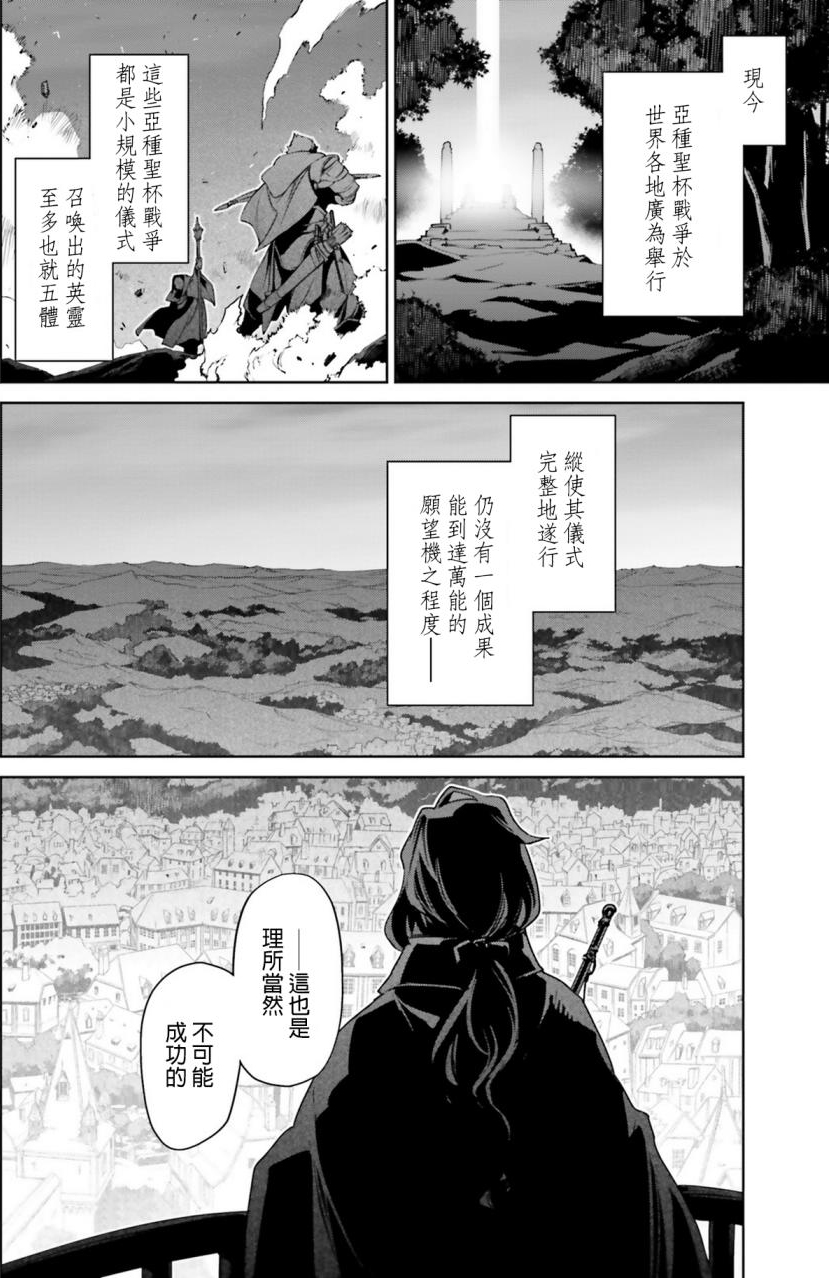 現今
亞種聖杯戰爭於
世界各地廣為舉行
這些亞種聖杯戰爭
都是小規模的儀式
召喚出的英靈
至多也就五體
縱使其儀式
完整地遂行
仍沒有一個成果
能到達萬能的
願望機之程度——
——這也是
理所當然
不可能
成功的